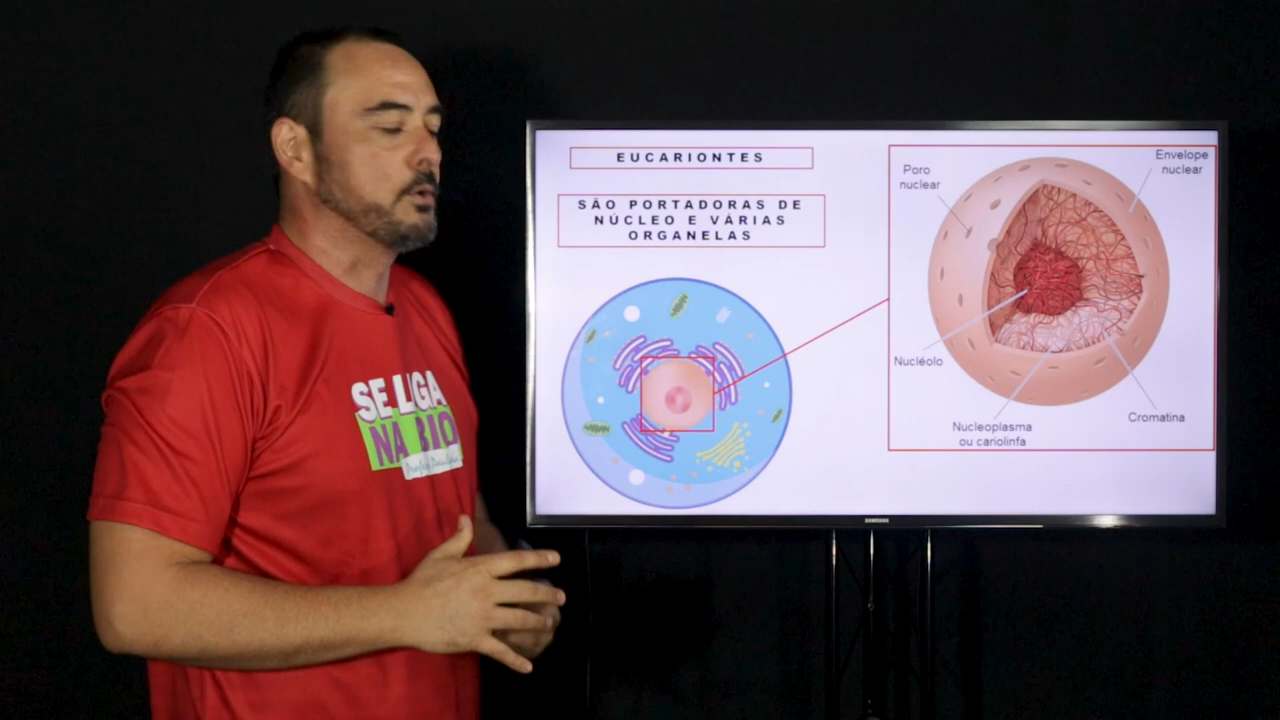 SE LIGA
NA BIO
EUCARIONTES
SÃO PORTADORAS DE
NÚCLEO E VÁRIAS
ORGANELAS
Poro
nuclear
Envelope
nuclear
Nucléolo
Nucleoplasma
ou cariolinfa
Cromatina
SAMSUNG